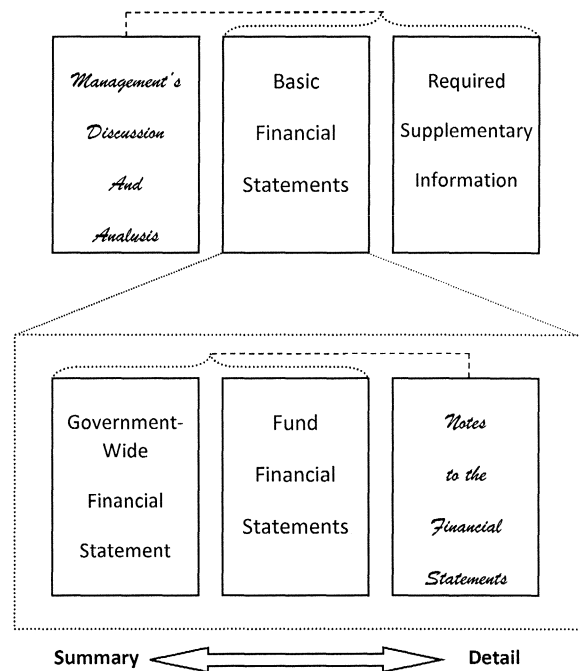 Management's
Discussion
And
Analusis
Basic
Financial
Statements
Required
Supplementary
Information
Government-
Wide
Financial
Statement
Fund
Financial
Statements
Notes
to the
Financial
Statements
Summary
Detail